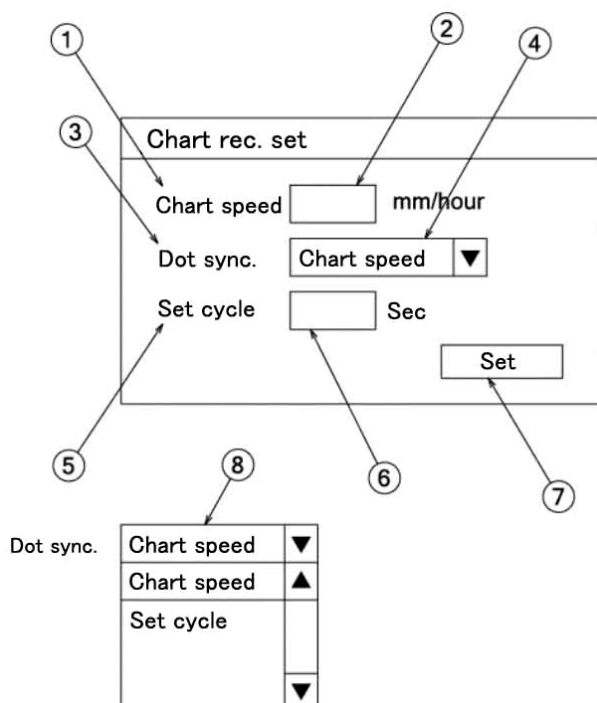 ① ② ④
③
Chart rec. set
Chart speed mm/hour
Dot sync. Chart speed ▼
Set cycle Sec
Set
⑤ ⑧ ⑥ ⑦
Dot sync. Chart speed ▼
Chart speed ▲
Set cycle
▼